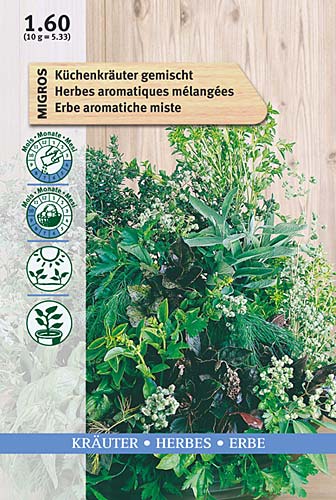 1.60
(10 g = 5.33)
MIGROS
Küchenkräuter gemischt
Herbes aromatiques mélangées
Erbe aromatiche miste
Mois • Monate • Mesi
Mois • Monate • Mesi
KRÄUTER • HERBES • ERBE